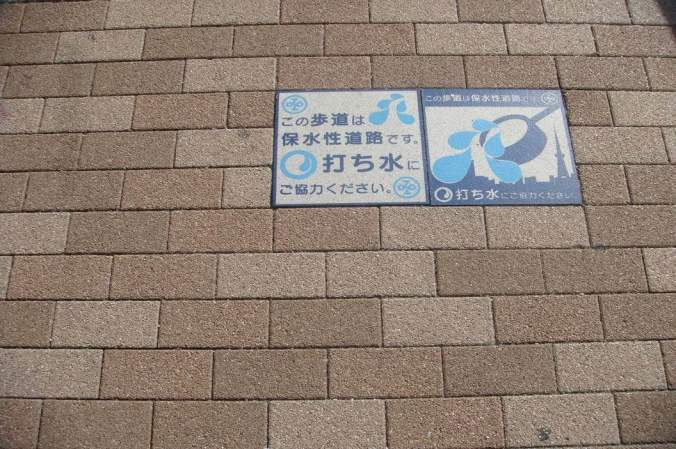 この歩道は
保水性道路です。
打ち水に
ご協力ください。
この歩道は保水性道路です。
打ち水にご協力ください